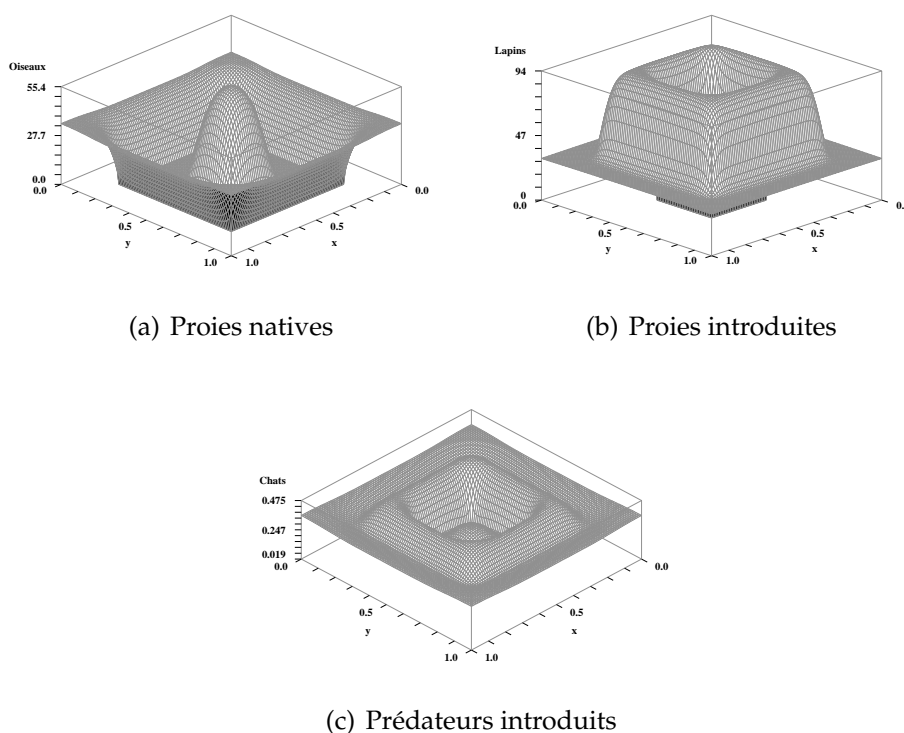 Oiseaux
55.4
27.7
0.0
0.0
0.5
y
1.0
1.0
0.5
x
0.0
(a) Proies natives
Lapins
94
47
0
0.0
0.5
y
1.0
1.0
0.5
x
0.
(b) Proies introduites
Chats
0.475
0.247
0.019
0.0
0.5
y
1.0
1.0
0.5
x
0.0
(c) Prédateurs introduits